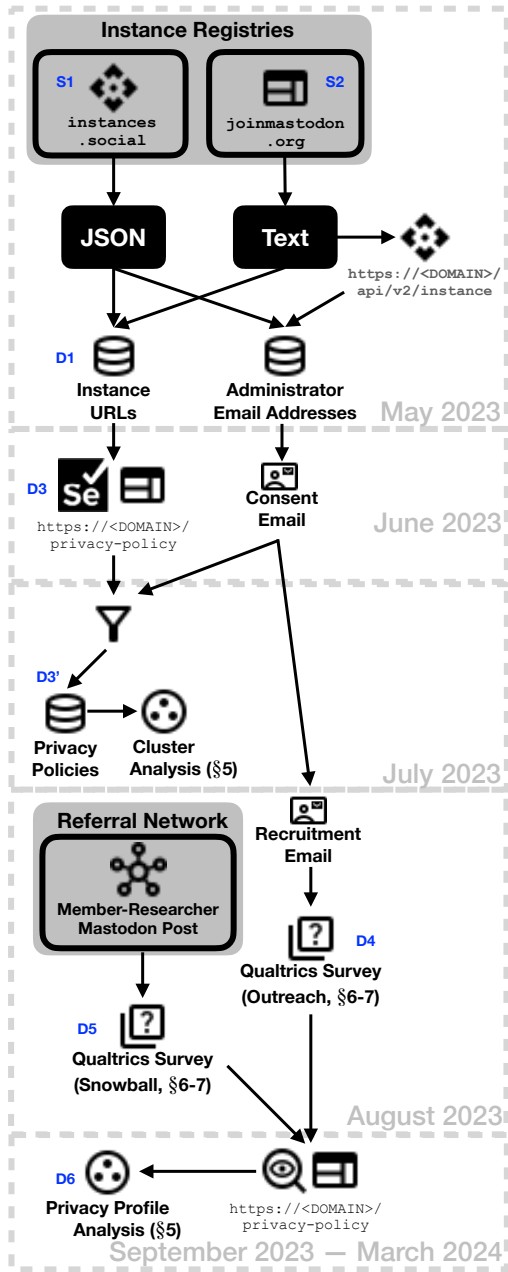 Instance Registries
S1
S2
instances
.social
joinmastodon
.org
JSON
Text
https://<DOMAIN>/
api/v2/instance
D1
Instance
URLs
Administrator
Email Addresses
May 2023
D3
Se
https://<DOMAIN>/
privacy-policy
Consent
Email
June 2023
D3'
Privacy
Policies
Cluster
Analysis (§5)
July 2023
Referral Network
Member-Researcher
Mastodon Post
Recruitment
Email
?
D4
Qualtrics Survey
(Outreach, §6-7)
D5
?
Qualtrics Survey
(Snowball, §6-7)
August 2023
D6
Privacy Profile
Analysis (§5)
https://<DOMAIN>/
privacy-policy
September 2023 — March 2024